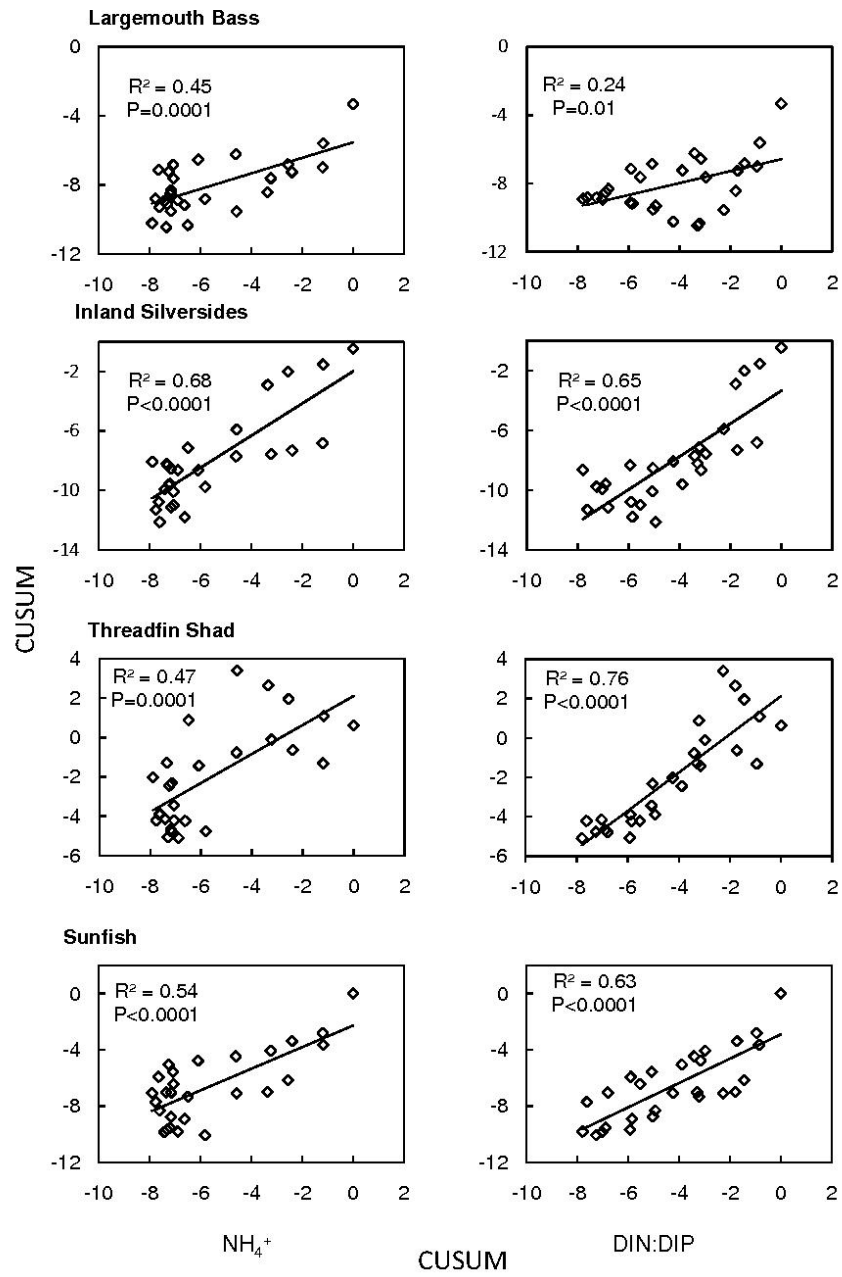 Largemouth Bass
0
-4
-8
-12
R² = 0.45
P=0.0001
-10 -8 -6 -4 -2 0 2
0
-4
-8
-12
R² = 0.24
P=0.01
-10 -8 -6 -4 -2 0 2
Inland Silversides
-2
-6
-10
-14
R² = 0.68
P<0.0001
-10 -8 -6 -4 -2 0 2
-2
-6
-10
-14
R² = 0.65
P<0.0001
-10 -8 -6 -4 -2 0 2
CUSUM
Threadfin Shad
4
2
0
-2
-4
-6
R² = 0.47
P=0.0001
-10 -8 -6 -4 -2 0 2
4
2
0
-2
-4
-6
R² = 0.76
P<0.0001
-10 -8 -6 -4 -2 0 2
Sunfish
0
-4
-8
-12
R² = 0.54
P<0.0001
-10 -8 -6 -4 -2 0 2
0
-4
-8
-12
R² = 0.63
P<0.0001
-10 -8 -6 -4 -2 0 2
NH₄⁺
DIN:DIP
CUSUM